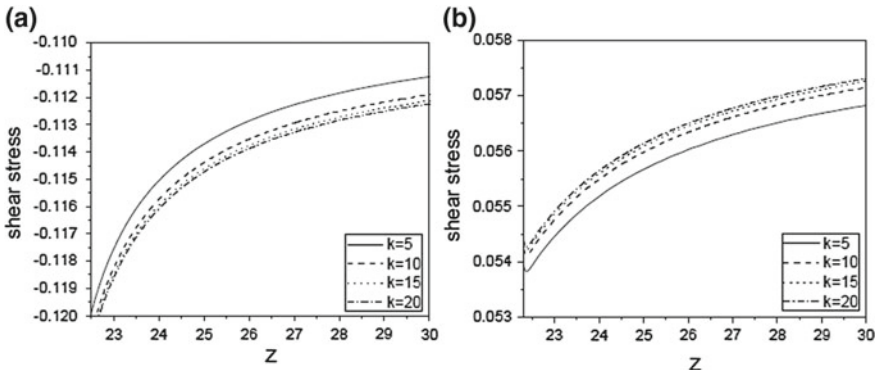 (a)
-0.110
-0.111
-0.112
-0.113
-0.114
-0.115
-0.116
-0.117
-0.118
-0.119
-0.120
shear stress
23 24 25 26 27 28 29 30
Z
k=5
k=10
k=15
k=20
(b)
0.058
0.057
0.056
0.055
0.054
0.053
shear stress
23 24 25 26 27 28 29 30
Z
k=5
k=10
k=15
k=20